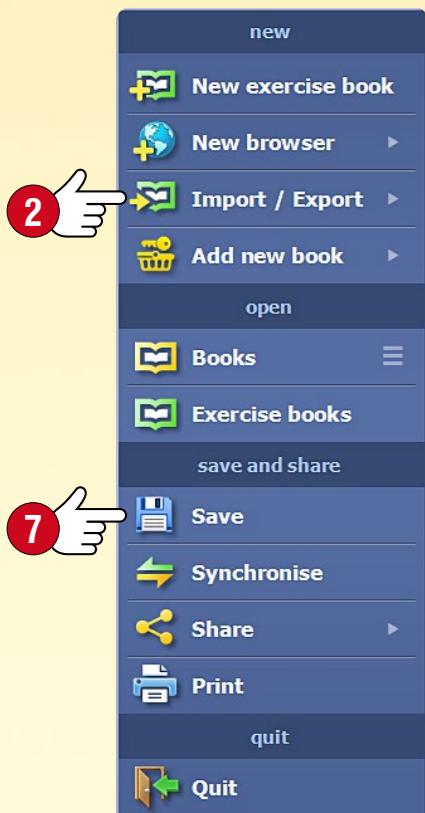 new
New exercise book
New browser
2
Import / Export
Add new book
open
Books
Exercise books
save and share
7
Save
Synchronise
Share
Print
quit
Quit